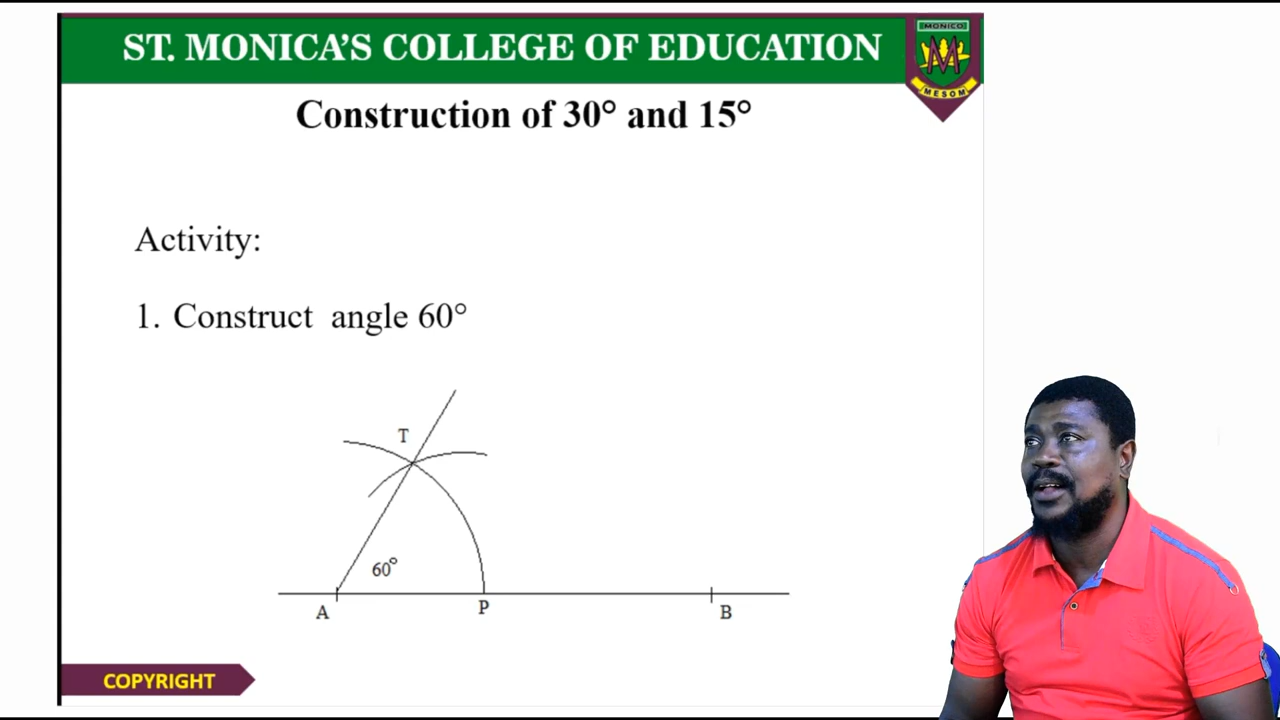 ST. MONICA'S COLLEGE OF EDUCATION
MONICO
MESOM
Construction of 30° and 15°
Activity:
1. Construct angle 60°
T
60°
A
P
B
COPYRIGHT